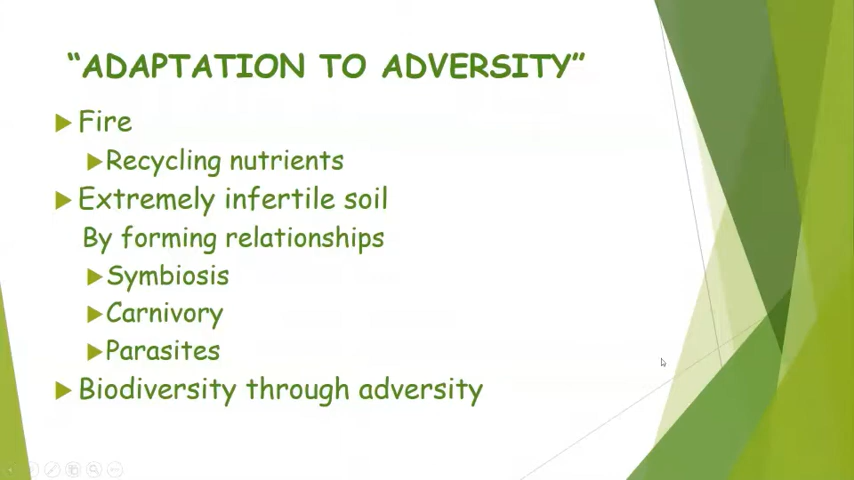 “ADAPTATION TO ADVERSITY”
Fire
Recycling nutrients
Extremely infertile soil
By forming relationships
Symbiosis
Carnivory
Parasites
Biodiversity through adversity